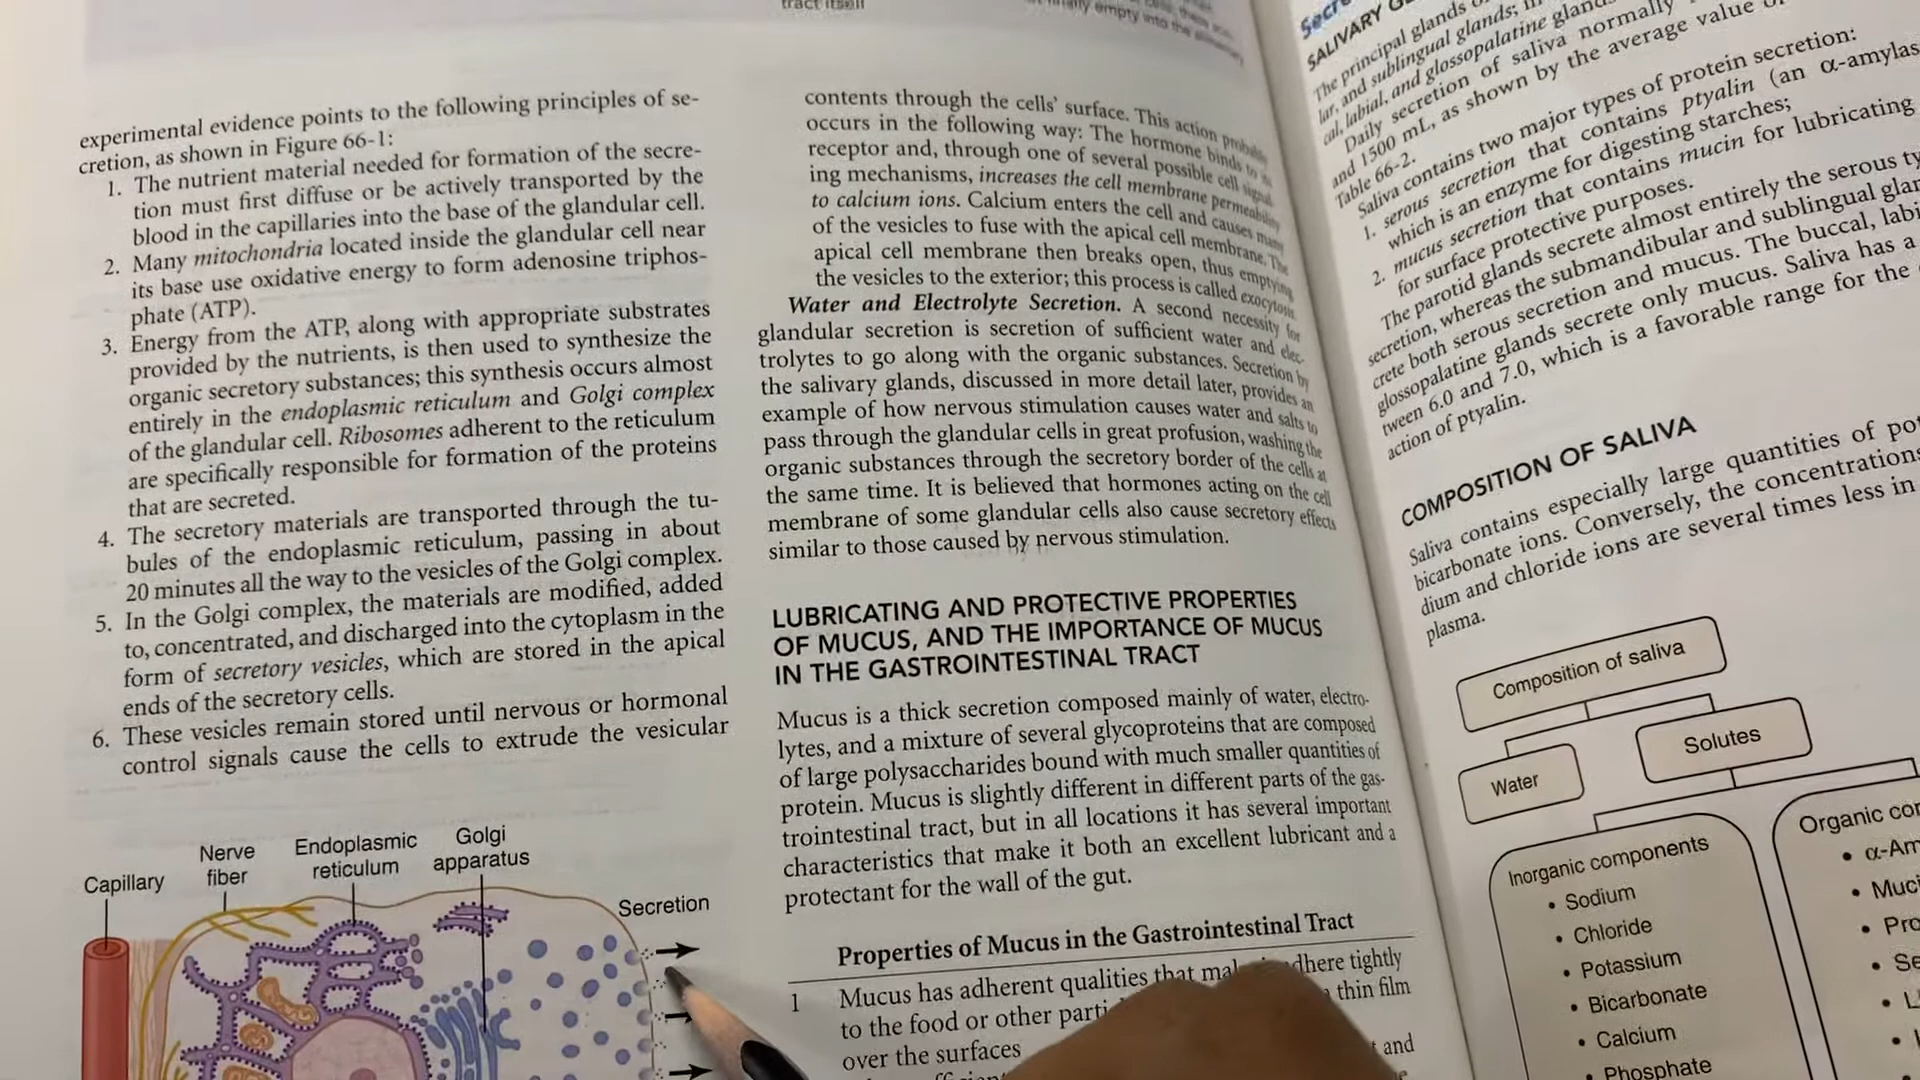 tract itself
finally empty into the alimentary
experimental evidence points to the following principles of se-
cretion, as shown in Figure 66-1:
1. The nutrient material needed for formation of the secre-
tion must first diffuse or be actively transported by the
blood in the capillaries into the base of the glandular cell.
2. Many mitochondria located inside the glandular cell near
its base use oxidative energy to form adenosine triphos-
phate (ATP).
3. Energy from the ATP, along with appropriate substrates
provided by the nutrients, is then used to synthesize the
organic secretory substances; this synthesis occurs almost
entirely in the endoplasmic reticulum and Golgi complex
of the glandular cell. Ribosomes adherent to the reticulum
are specifically responsible for formation of the proteins
that are secreted.
4. The secretory materials are transported through the tu-
bules of the endoplasmic reticulum, passing in about
20 minutes all the way to the vesicles of the Golgi complex.
5. In the Golgi complex, the materials are modified, added
to, concentrated, and discharged into the cytoplasm in the
form of secretory vesicles, which are stored in the apical
ends of the secretory cells.
6. These vesicles remain stored until nervous or hormonal
control signals cause the cells to extrude the vesicular
Capillary
Nerve
fiber
Endoplasmic
reticulum
Golgi
apparatus
Secretion
contents through the cells' surface. This action probably
occurs in the following way: The hormone binds to its
receptor and, through one of several possible cell signal-
ing mechanisms, increases the cell membrane permeability
to calcium ions. Calcium enters the cell and causes many
of the vesicles to fuse with the apical cell membrane. The
apical cell membrane then breaks open, thus emptying
the vesicles to the exterior; this process is called exocytosis.
Water and Electrolyte Secretion. A second necessity for
glandular secretion is secretion of sufficient water and elec-
trolytes to go along with the organic substances. Secretion by
the salivary glands, discussed in more detail later, provides an
example of how nervous stimulation causes water and salts to
pass through the glandular cells in great profusion, washing the
organic substances through the secretory border of the cells at
the same time. It is believed that hormones acting on the cell
membrane of some glandular cells also cause secretory effects
similar to those caused by nervous stimulation.
LUBRICATING AND PROTECTIVE PROPERTIES
OF MUCUS, AND THE IMPORTANCE OF MUCUS
IN THE GASTROINTESTINAL TRACT
Mucus is a thick secretion composed mainly of water, electro-
lytes, and a mixture of several glycoproteins that are composed
of large polysaccharides bound with much smaller quantities of
protein. Mucus is slightly different in different parts of the gas-
trointestinal tract, but in all locations it has several important
characteristics that make it both an excellent lubricant and a
protectant for the wall of the gut.
Properties of Mucus in the Gastrointestinal Tract
1 Mucus has adherent qualities that here tightly
to the food or other thin film
over the surfaces
and
SALIVARY
The principal glands
lar, and sublingual glands;
cal, labial, and glossopalatine
Daily secretion of saliva normally
and 1500 mL, as shown by the average value
Table 66-2.
Saliva contains two major types of protein secretion:
1. serous secretion that contains ptyalin (an α-amylas
which is an enzyme for digesting starches;
2. mucus secretion that contains mucin for lubricating
for surface protective purposes.
The parotid glands secrete almost entirely the serous ty
secretion, whereas the submandibular and sublingual glan
crete both serous secretion and mucus. The buccal, labi
glossopalatine glands secrete only mucus. Saliva has a
tween 6.0 and 7.0, which is a favorable range for the
action of ptyalin.
COMPOSITION OF SALIVA
Saliva contains especially large quantities of pot
bicarbonate ions. Conversely, the concentrations
dium and chloride ions are several times less in
plasma.
Composition of saliva
Water
Solutes
Inorganic components
• Sodium
• Chloride
• Potassium
• Bicarbonate
• Calcium
• Phosphate
Organic cor
• α-Am
• Muci
• Pro
• Se